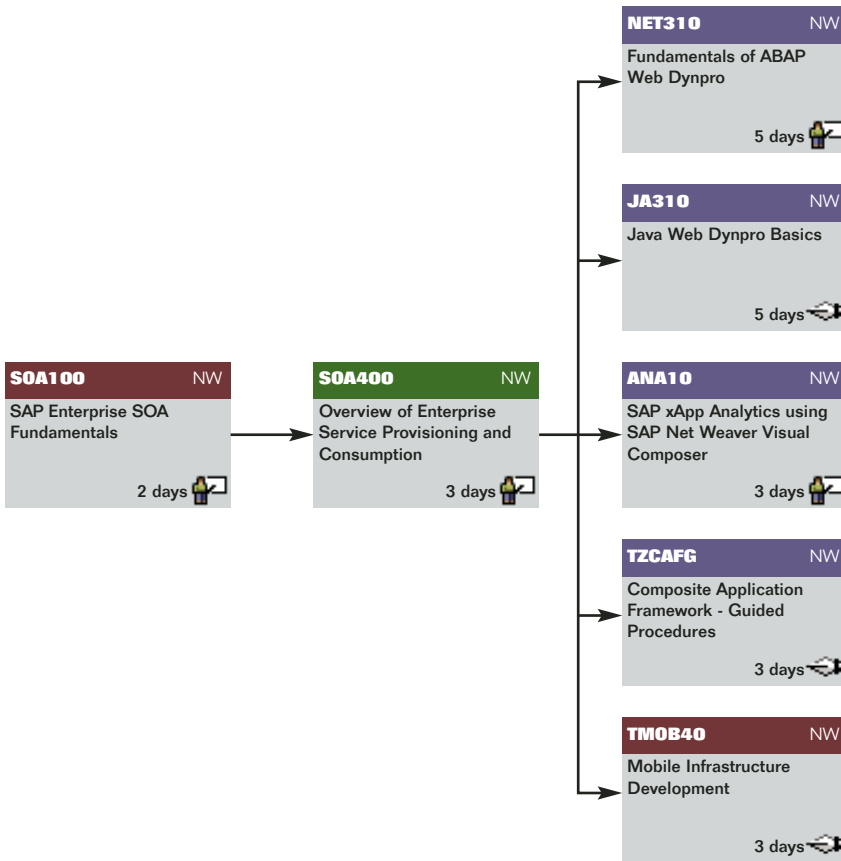 NET310 NW
Fundamentals of ABAP
Web Dynpro
5 days
JA310 NW
Java Web Dynpro Basics
5 days
SOA100 NW
SAP Enterprise SOA
Fundamentals
2 days
SOA400 NW
Overview of Enterprise
Service Provisioning and
Consumption
3 days
ANA10 NW
SAP xApp Analytics using
SAP Net Weaver Visual
Composer
3 days
TZCAFG NW
Composite Application
Framework - Guided
Procedures
3 days
TMOB40 NW
Mobile Infrastructure
Development
3 days